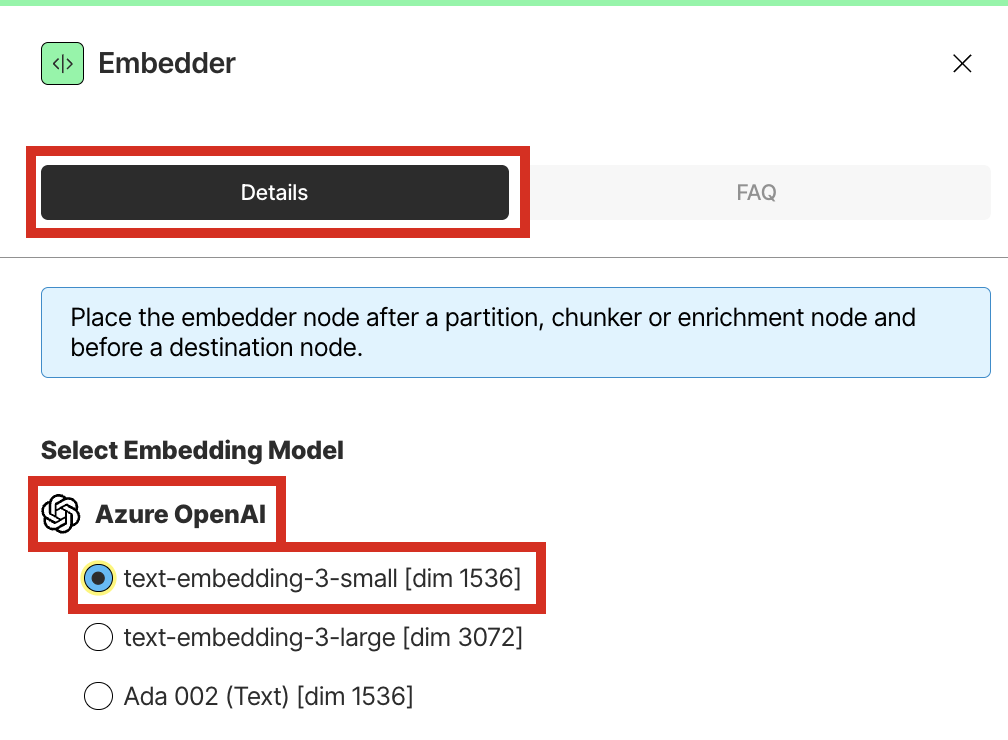 Embedder
Details
FAQ
Place the embedder node after a partition, chunker or enrichment node and
before a destination node.
Select Embedding Model
Azure OpenAI
text-embedding-3-small [dim 1536]
text-embedding-3-large [dim 3072]
Ada 002 (Text) [dim 1536]